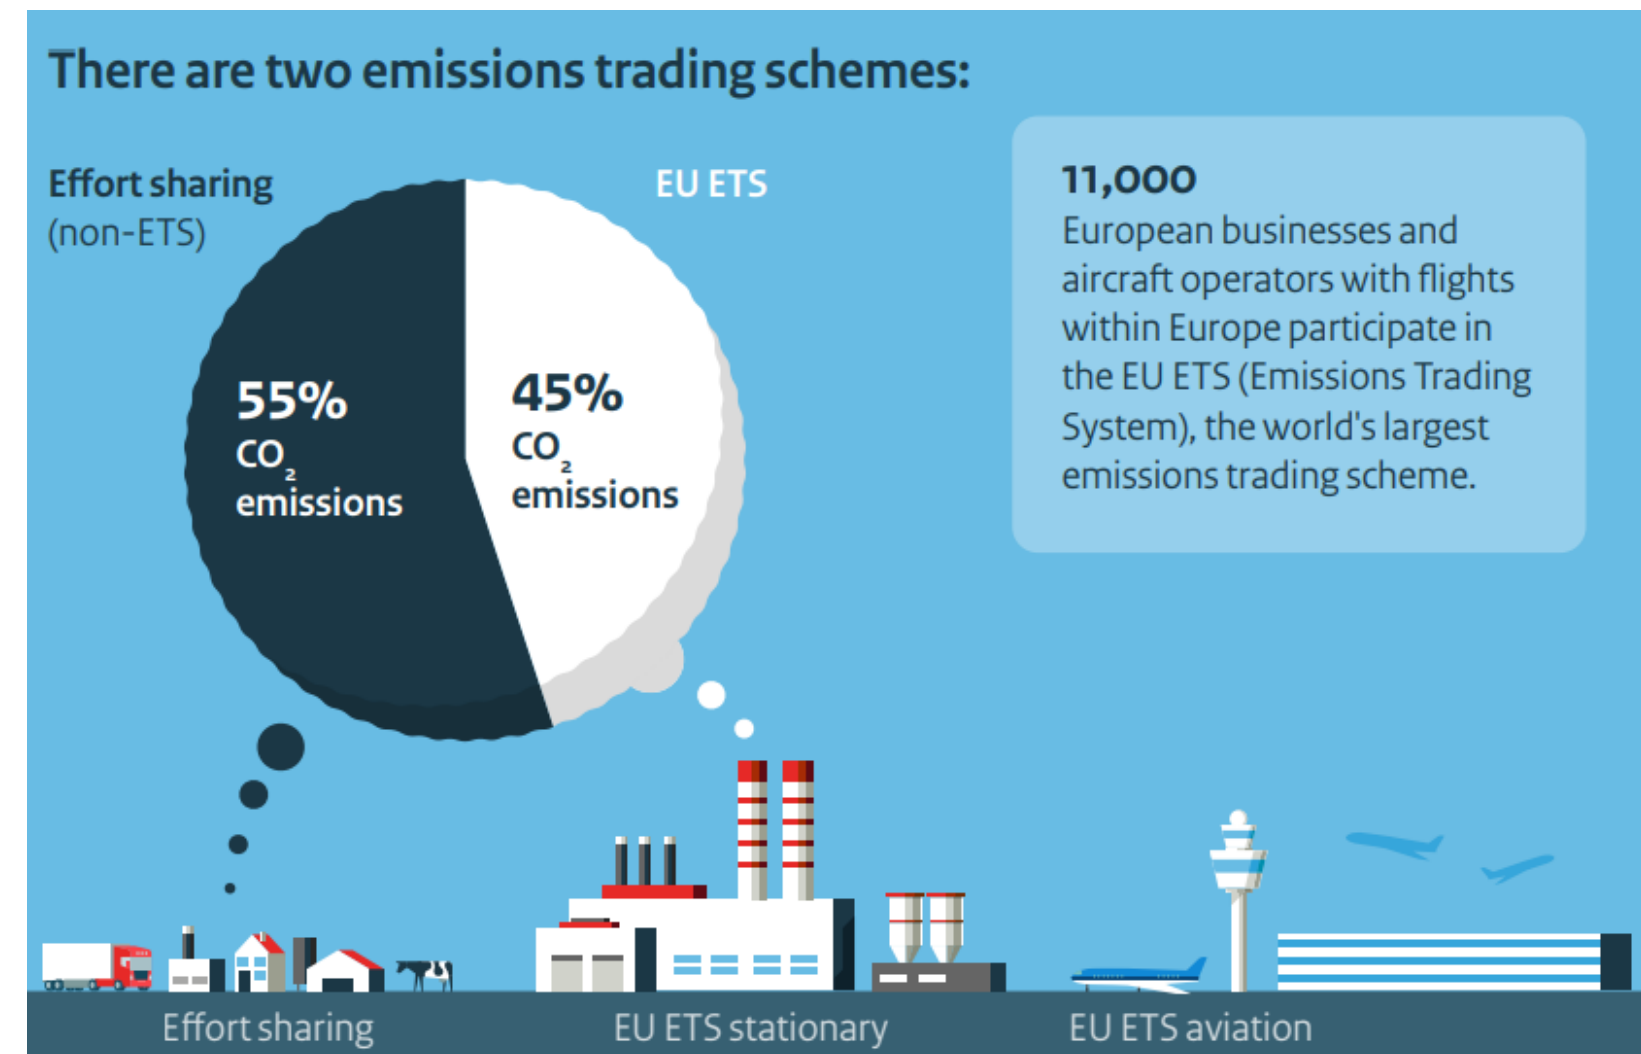 There are two emissions trading schemes:
Effort sharing
(non-ETS)
EU ETS
55%
CO₂
emissions
45%
CO₂
emissions
11,000
European businesses and
aircraft operators with flights
within Europe participate in
the EU ETS (Emissions Trading
System), the world's largest
emissions trading scheme.
Effort sharing
EU ETS stationary
EU ETS aviation